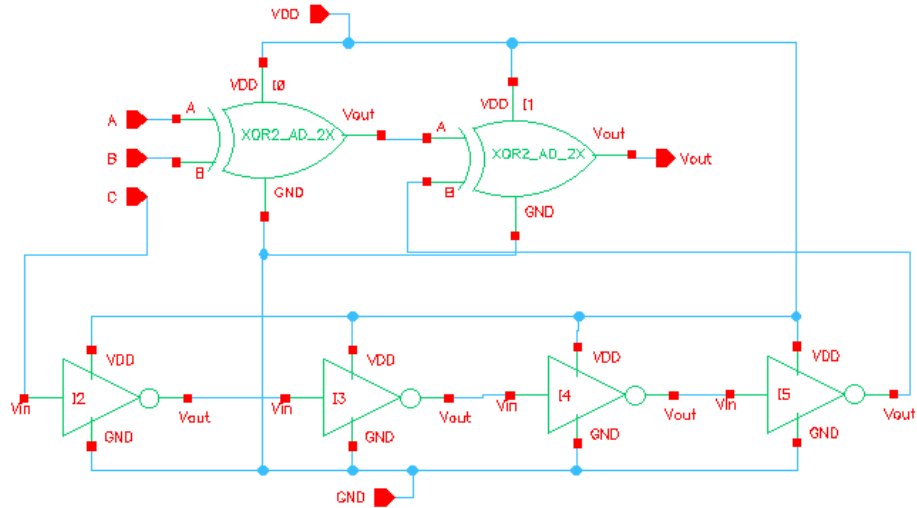 VDD
VDD I0
VDD I1
A
A
XOR2_AD_2X
Vout
A
XOR2_AD_2X
Vout
Vout
B
B
B
C
GND
GND
VDD
VDD
VDD
VDD
Vin
I2
Vout
Vin
I3
Vout
Vin
I4
Vout
Vin
I5
Vout
GND
GND
GND
GND
GND